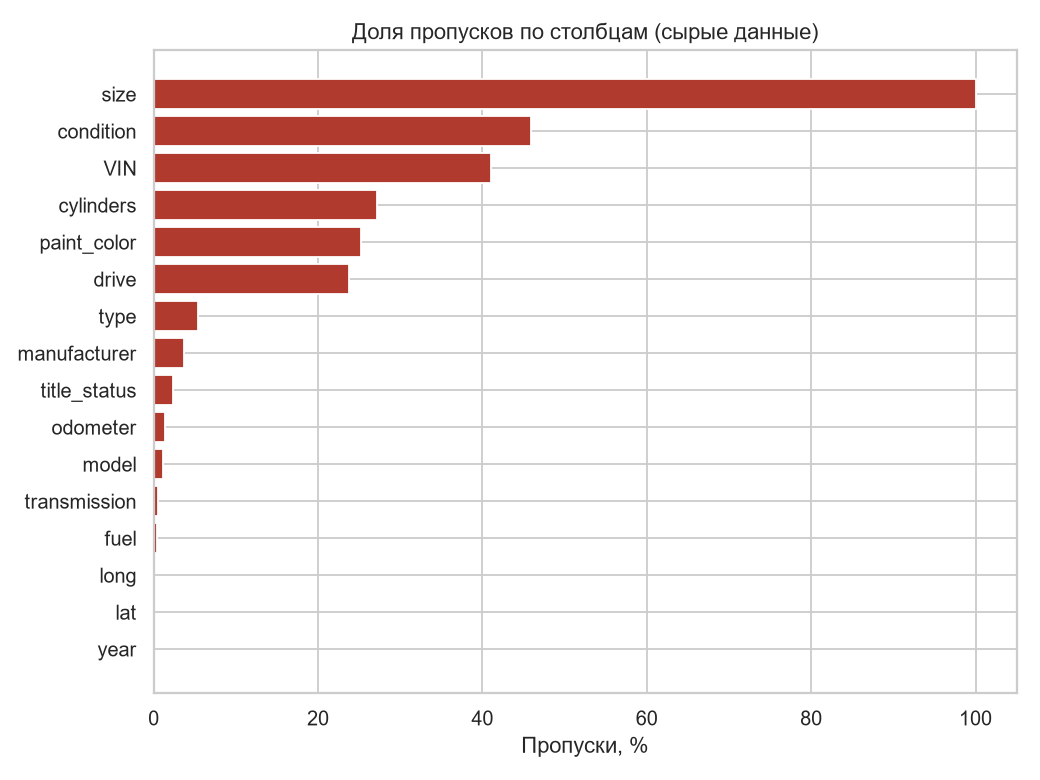 Доля пропусков по столбцам (сырые данные)
size
condition
VIN
cylinders
paint_color
drive
type
manufacturer
title_status
odometer
model
transmission
fuel
long
lat
year
0 20 40 60 80 100
Пропуски, %